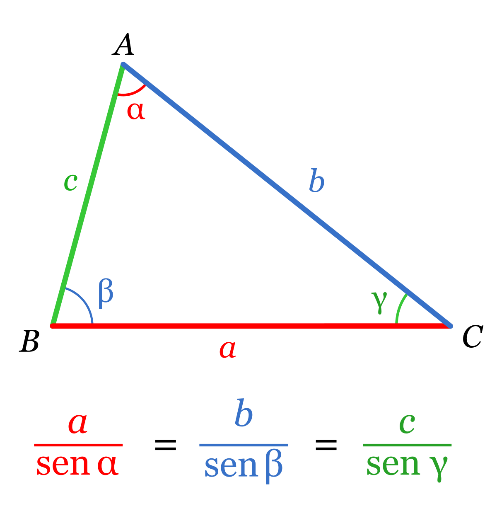 A
α
c
b
β
γ
B
a
C
a / sen α = b / sen β = c / sen γ